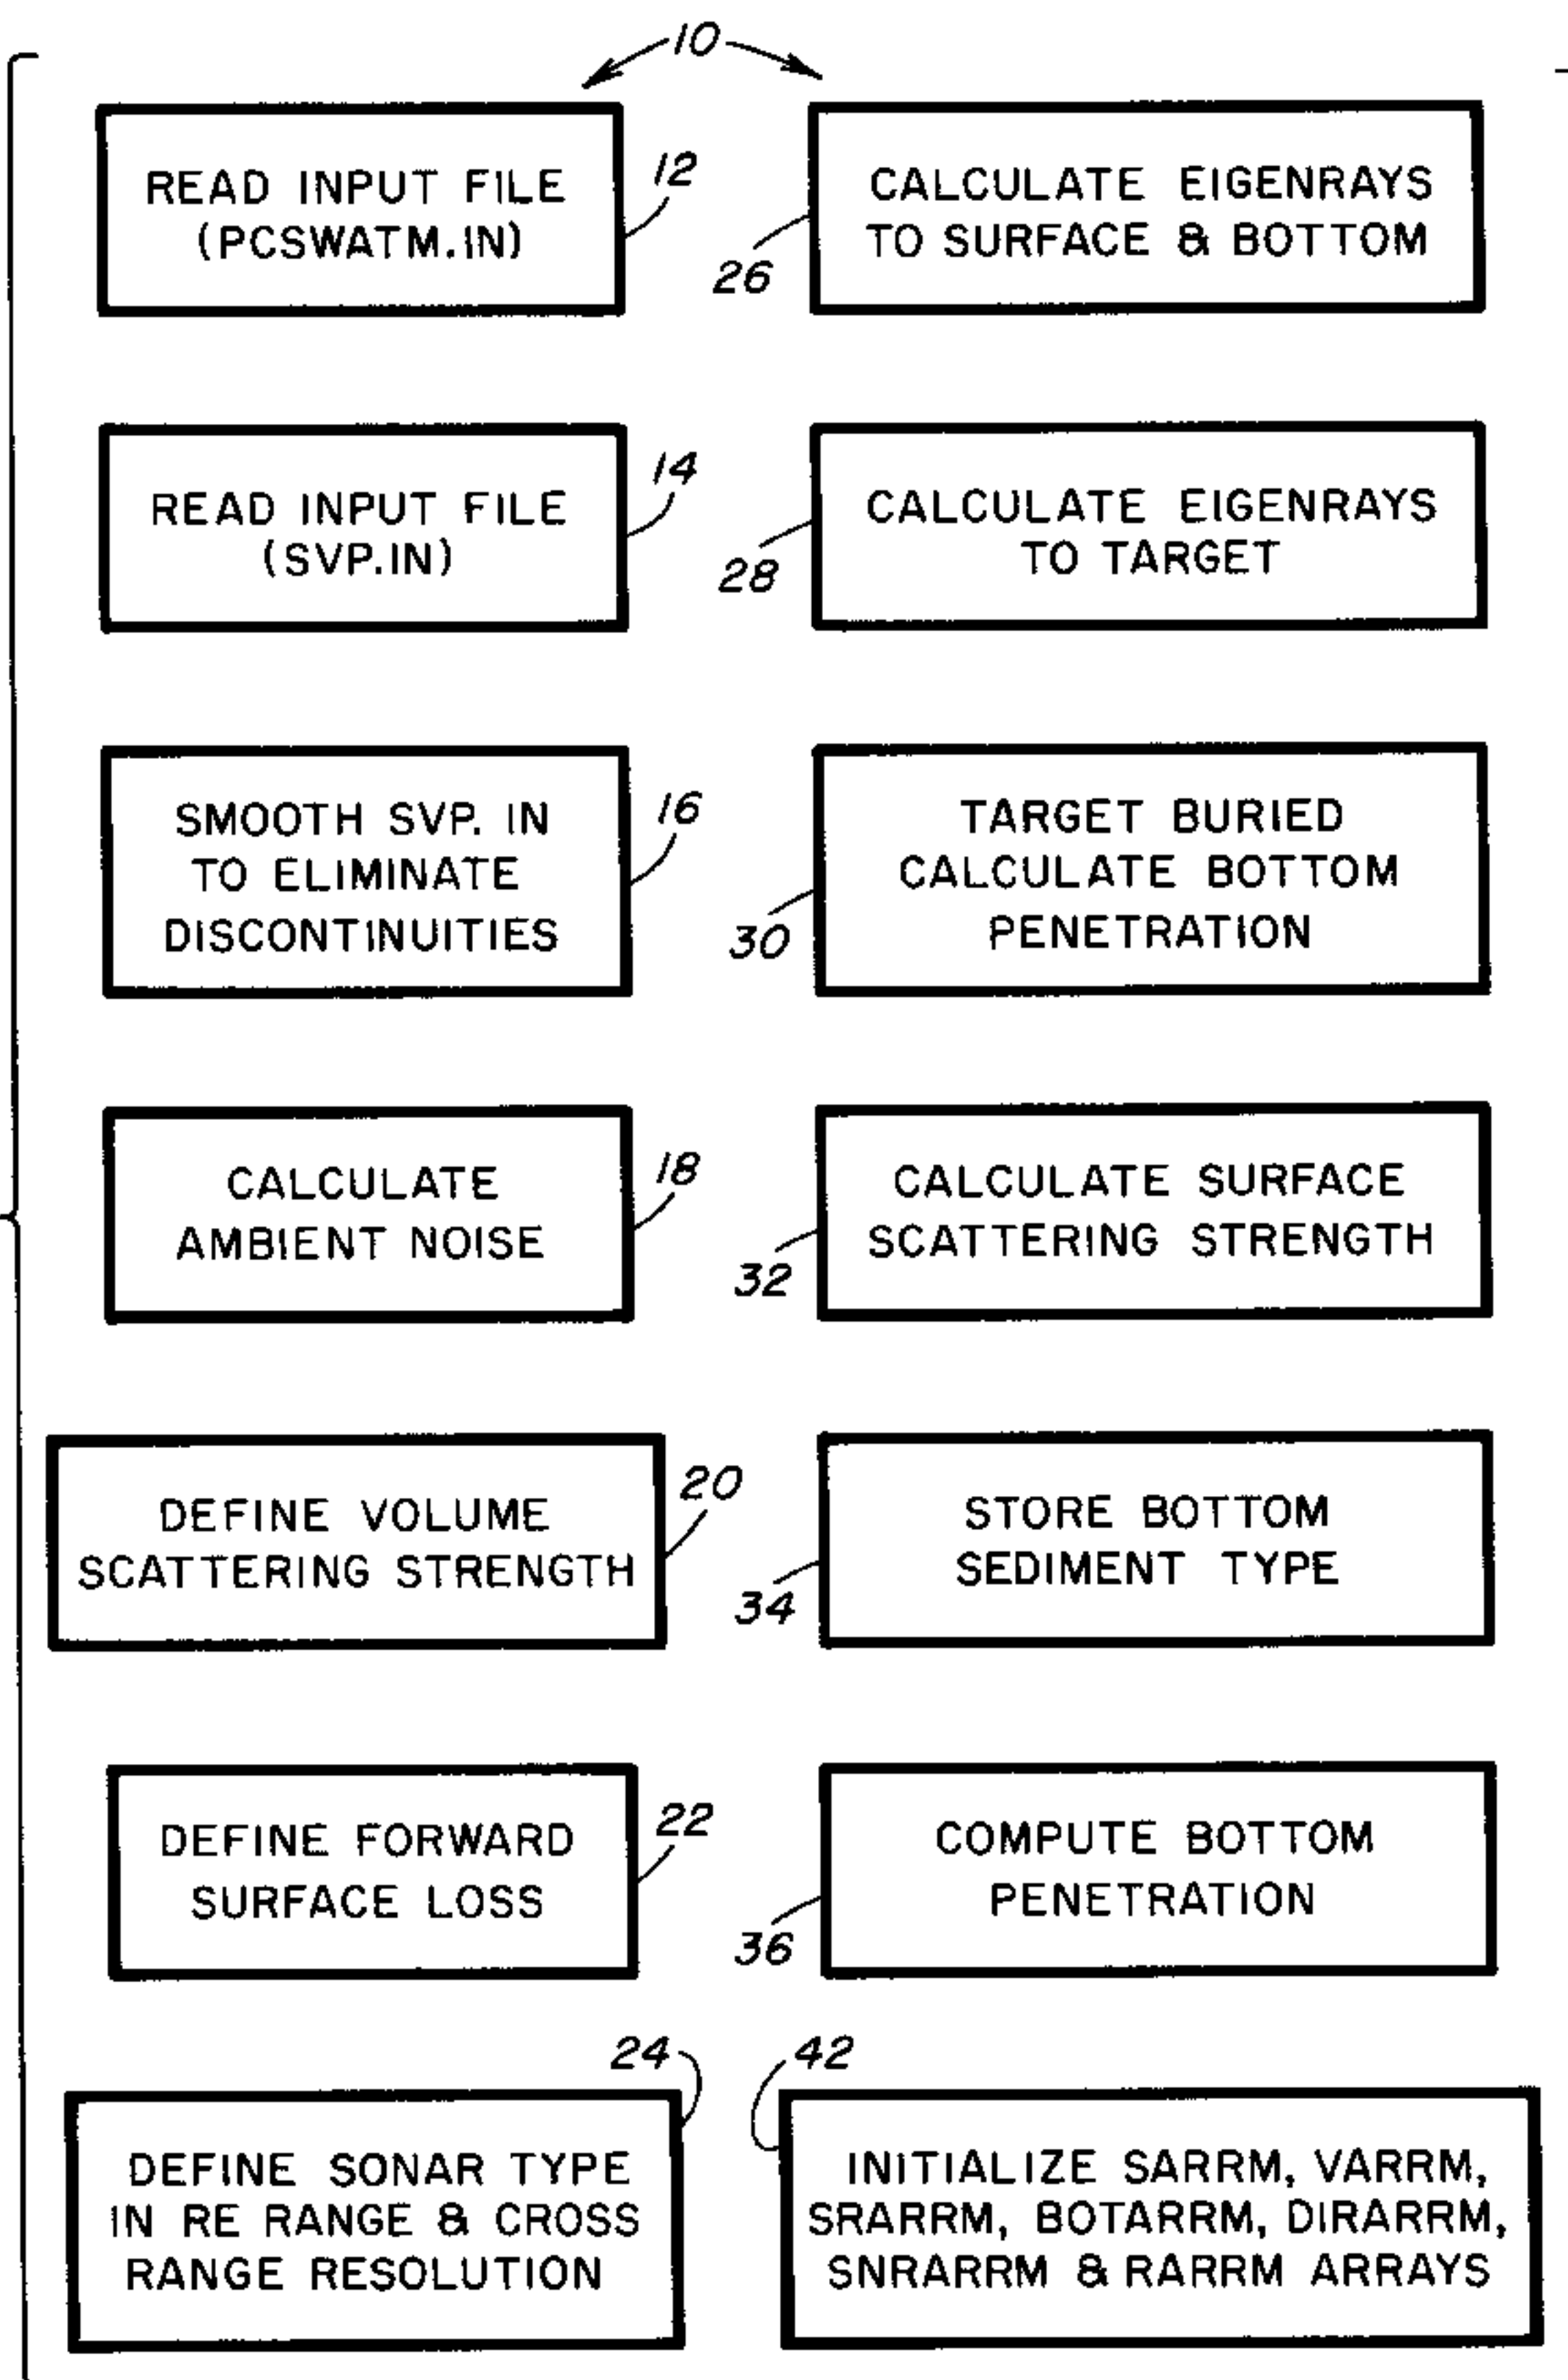 10
READ INPUT FILE
(PCSWATM.IN)
12
READ INPUT FILE
(SVP.IN)
14
SMOOTH SVP. IN
TO ELIMINATE
DISCONTINUITIES
16
CALCULATE
AMBIENT NOISE
18
DEFINE VOLUME
SCATTERING STRENGTH
20
DEFINE FORWARD
SURFACE LOSS
22
DEFINE SONAR TYPE
IN RE RANGE & CROSS
RANGE RESOLUTION
24
CALCULATE EIGENRAYS
TO SURFACE & BOTTOM
26
CALCULATE EIGENRAYS
TO TARGET
28
TARGET BURIED
CALCULATE BOTTOM
PENETRATION
30
CALCULATE SURFACE
SCATTERING STRENGTH
32
STORE BOTTOM
SEDIMENT TYPE
34
COMPUTE BOTTOM
PENETRATION
36
INITIALIZE SARRM, VARRM,
SRARRM, BOTARRM, DIRARRM,
SNRARRM & RARRM ARRAYS
42